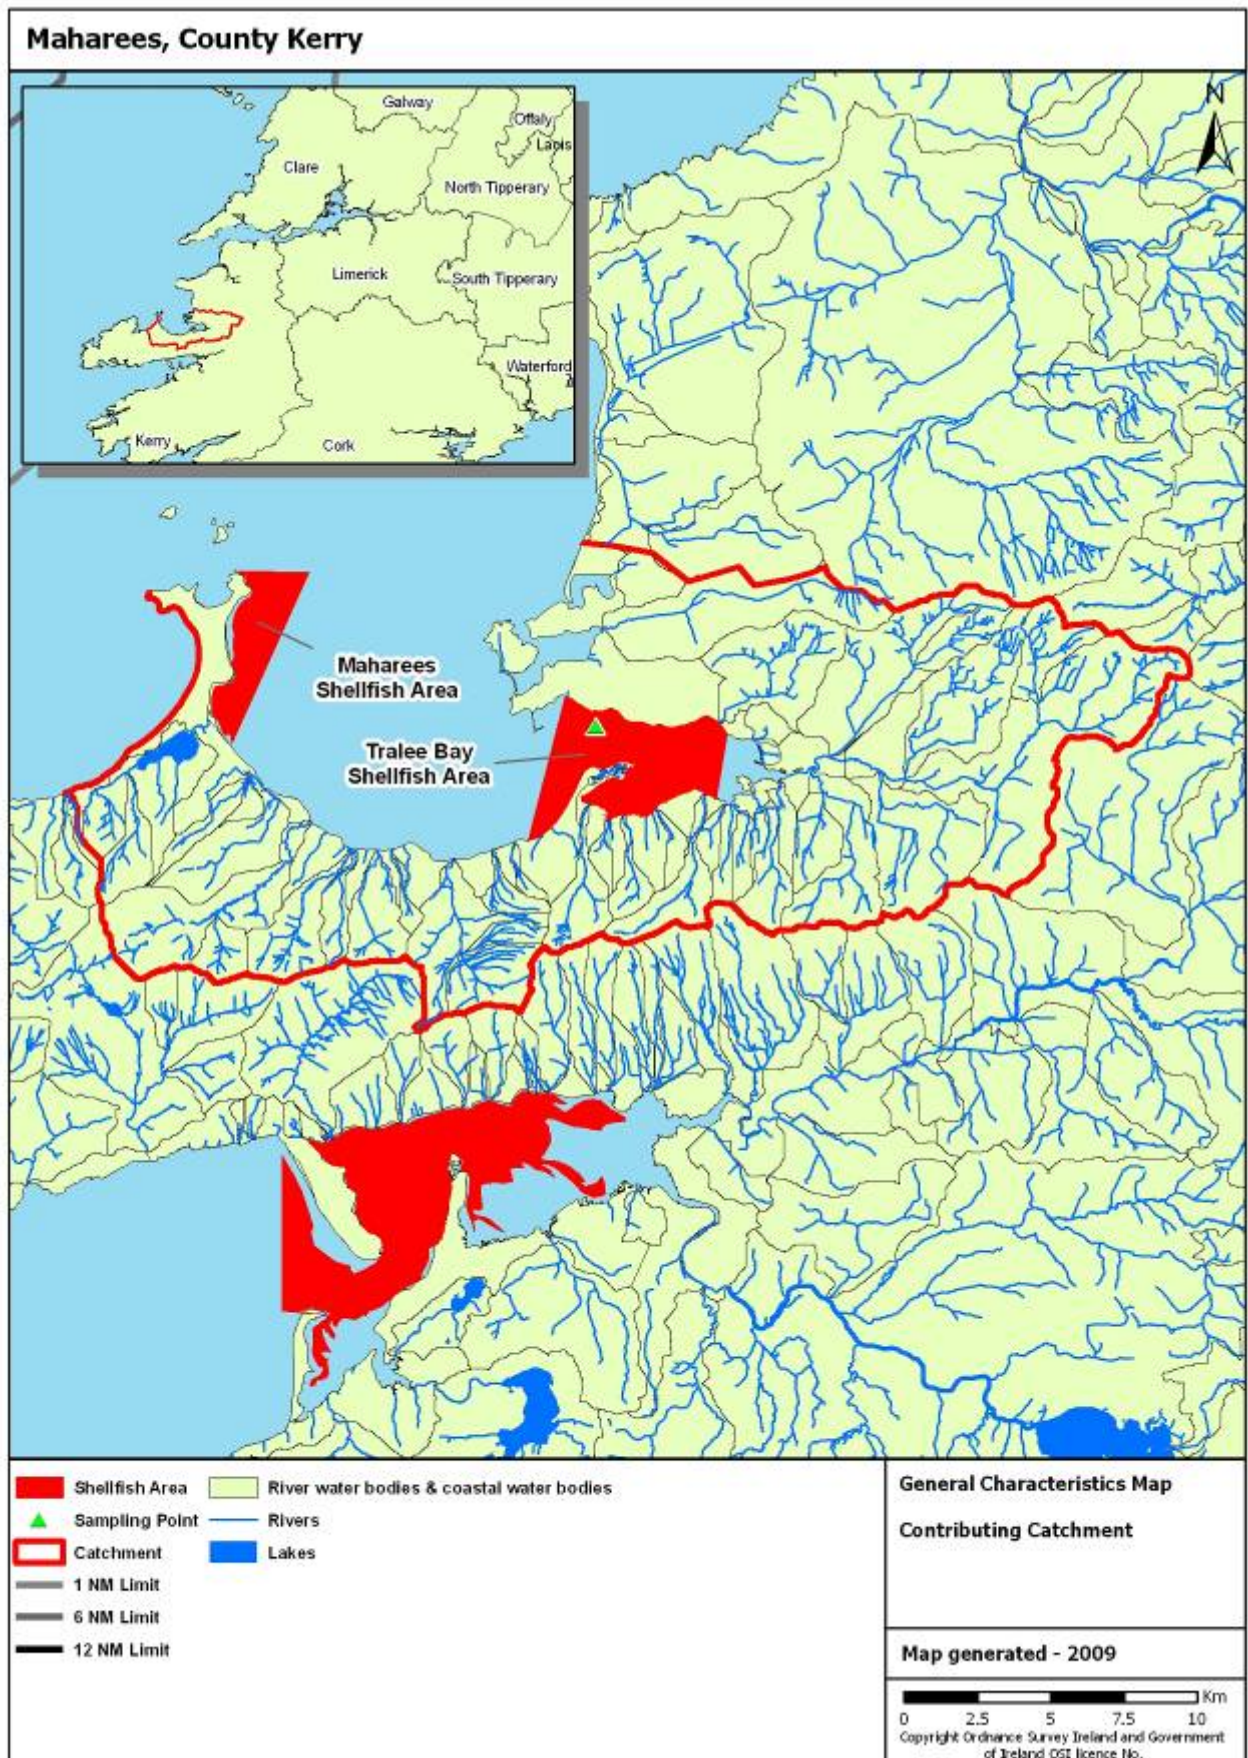 Maharees, County Kerry
N
Galway
Offaly
Laois
Clare
North Tipperary
Limerick
South Tipperary
Waterford
Kerry
Cork
Maharees
Shellfish Area
Tralee Bay
Shellfish Area
Shellfish Area
River water bodies & coastal water bodies
Sampling Point
Rivers
Catchment
Lakes
1 NM Limit
6 NM Limit
12 NM Limit
General Characteristics Map
Contributing Catchment
Map generated - 2009
Km
0 2.5 5 7.5 10
Copyright Ordnance Survey Ireland and Government
of Ireland OSI licence No.